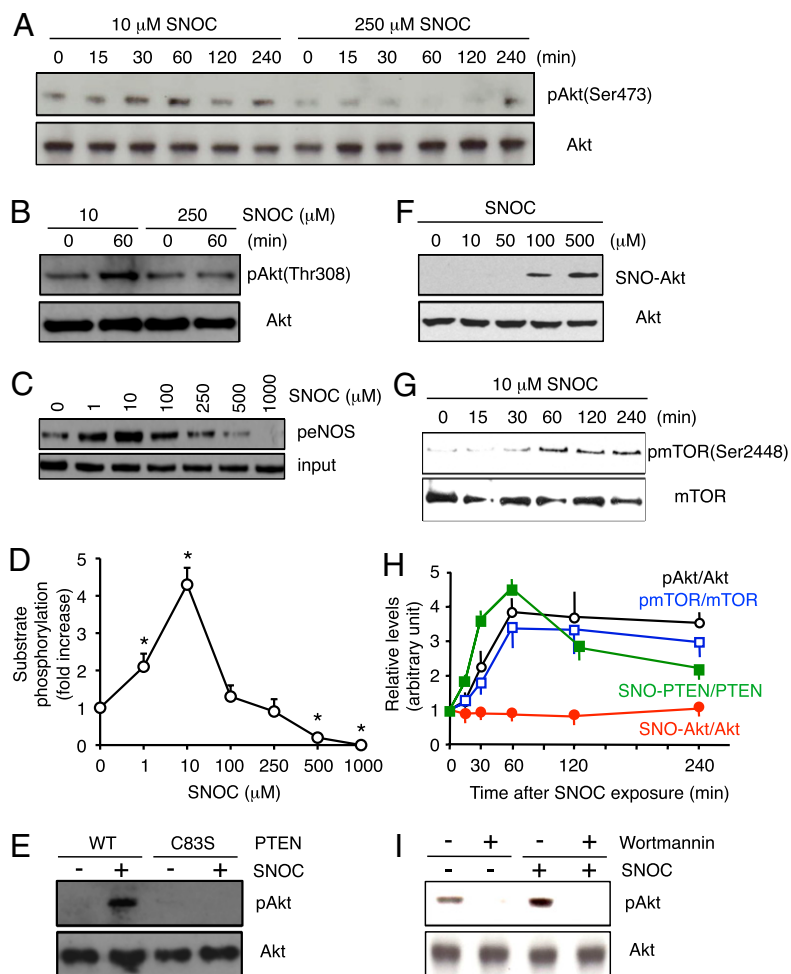 A
10 μM SNOC 250 μM SNOC
0 15 30 60 120 240 0 15 30 60 120 240 (min)
pAkt(Ser473)
Akt
B
10 250 SNOC (μM)
0 60 0 60 (min)
pAkt(Thr308)
Akt
F
SNOC
0 10 50 100 500 (μM)
SNO-Akt
Akt
C
0 1 10 100 250 500 1000 SNOC (μM)
peNOS
input
G
10 μM SNOC
0 15 30 60 120 240 (min)
pmTOR(Ser2448)
mTOR
D
Substrate
phosphorylation
(fold increase)
5
4
3
2
1
0
* * * *
0 1 10 100 250 500 1000
SNOC (μM)
H
Relative levels
(arbitrary unit)
5
4
3
2
1
0
pAkt/Akt
pmTOR/mTOR
SNO-PTEN/PTEN
SNO-Akt/Akt
0 30 60 120 240
Time after SNOC exposure (min)
E
WT C83S PTEN
- + - + SNOC
pAkt
Akt
I
- + - + Wortmannin
- - + + SNOC
pAkt
Akt